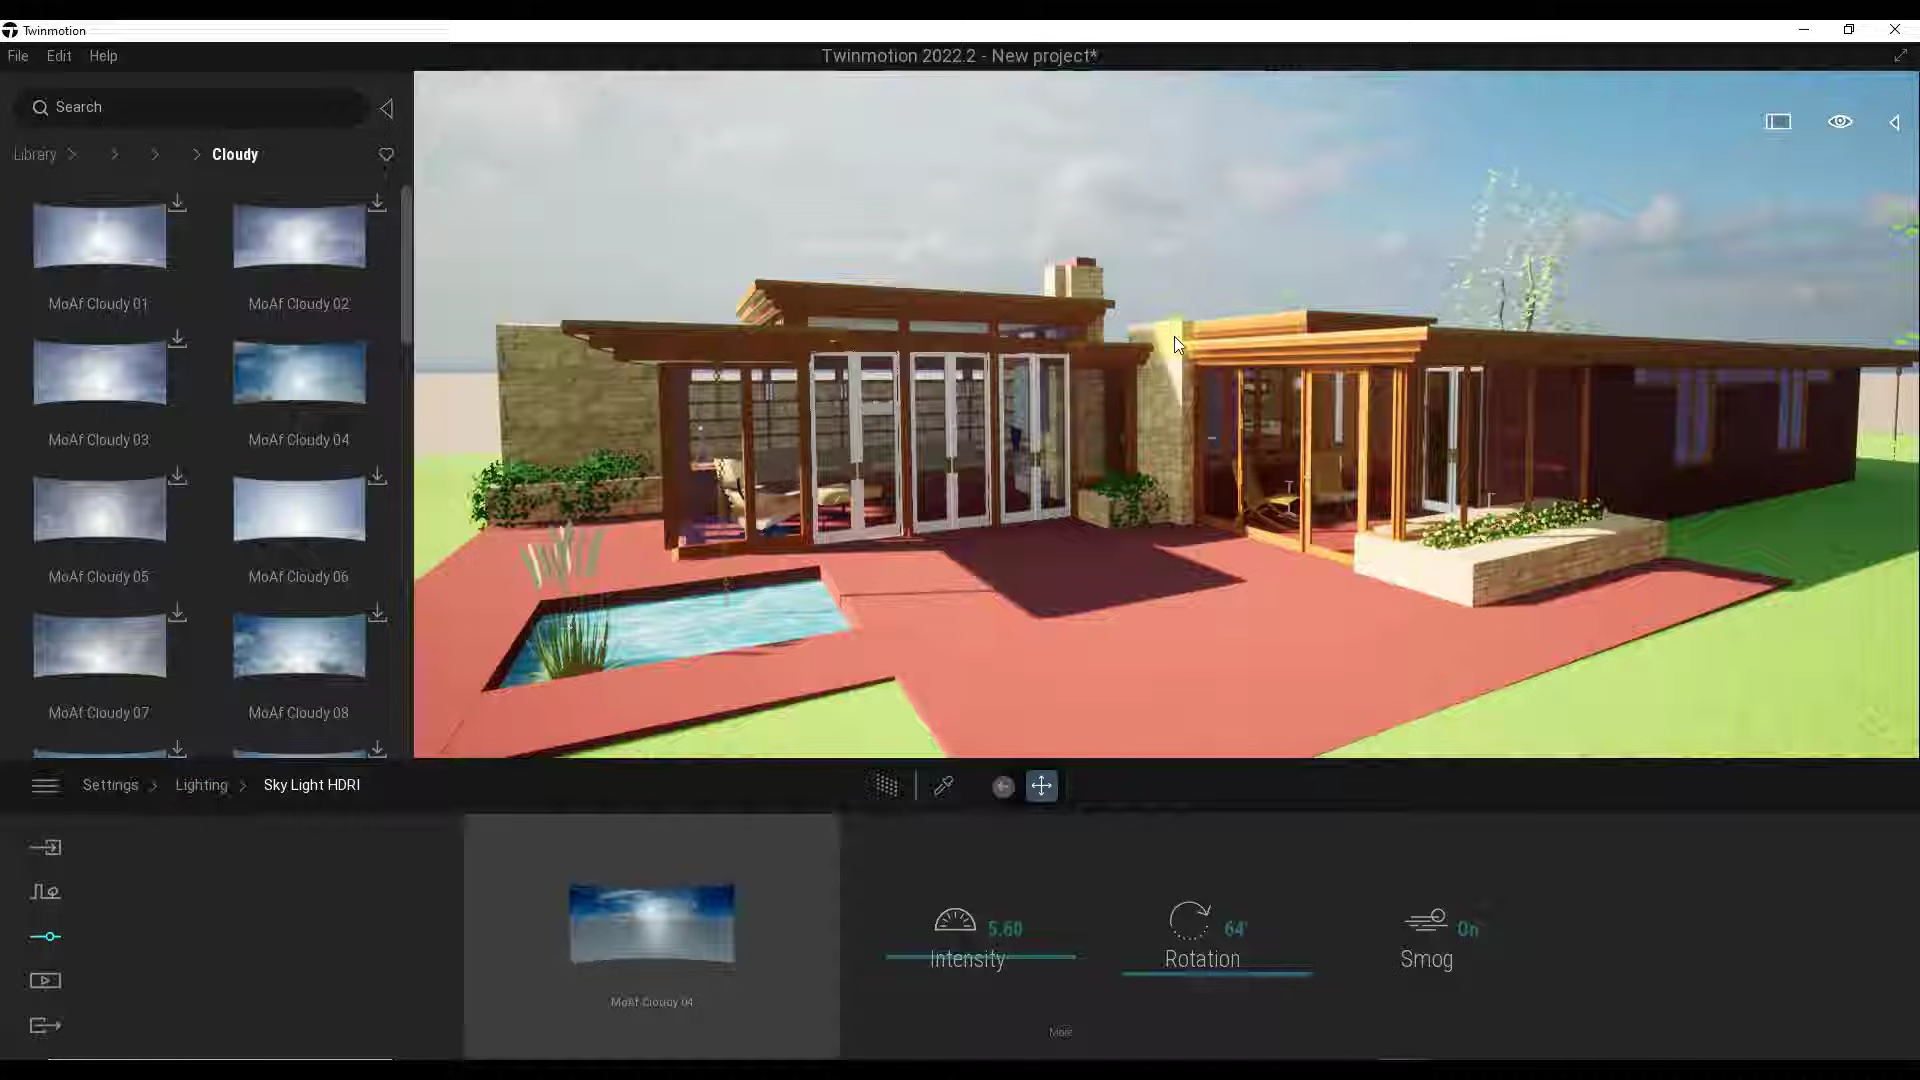 Twinmotion
File Edit Help
Twinmotion 2022.2 - New project*
Search
Library > > > > Cloudy
MoAf Cloudy 01
MoAf Cloudy 02
MoAf Cloudy 03
MoAf Cloudy 04
MoAf Cloudy 05
MoAf Cloudy 06
MoAf Cloudy 07
MoAf Cloudy 08
Settings > Lighting > Sky Light HDRI
MoAf Cloudy 04
5.60
Intensity
64°
Rotation
On
Smog
More